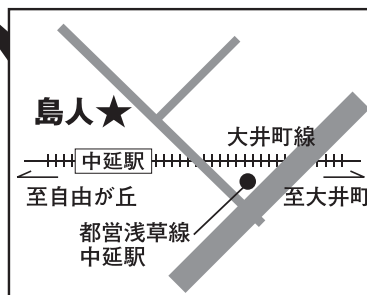 島人★
大井町線
中延駅
至自由が丘
至大井町
都営浅草線
中延駅